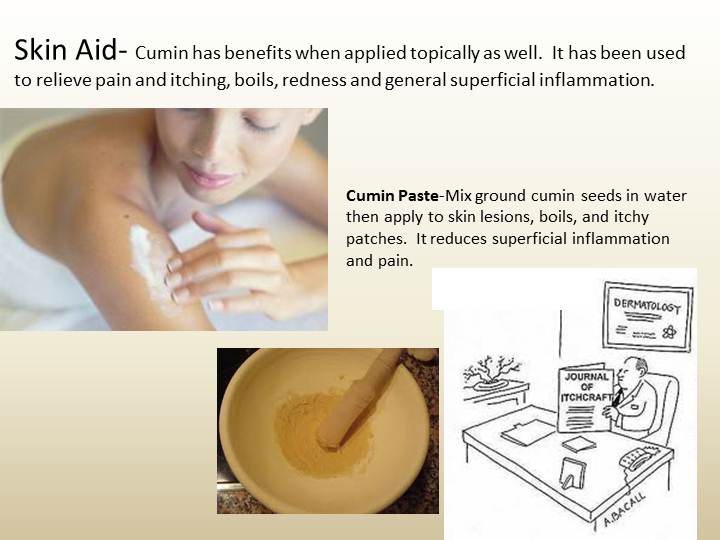 Skin Aid- Cumin has benefits when applied topically as well.  It has been used
to relieve pain and itching, boils, redness and general superficial inflammation.
Cumin Paste-Mix ground cumin seeds in water
then apply to skin lesions, boils, and itchy
patches.  It reduces superficial inflammation
and pain.
DERMATOLOGY
JOURNAL
OF
ITCHCRAFT
A.BACALL